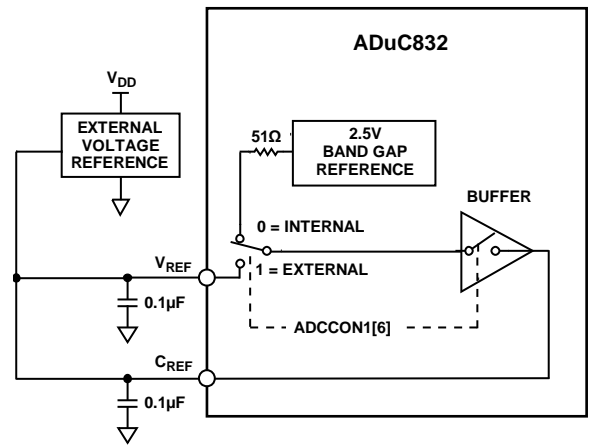 ADuC832
VDD
EXTERNAL
VOLTAGE
REFERENCE
51Ω
2.5V
BAND GAP
REFERENCE
BUFFER
0 = INTERNAL
VREF
1 = EXTERNAL
0.1µF
ADCCON1[6]
CREF
0.1µF